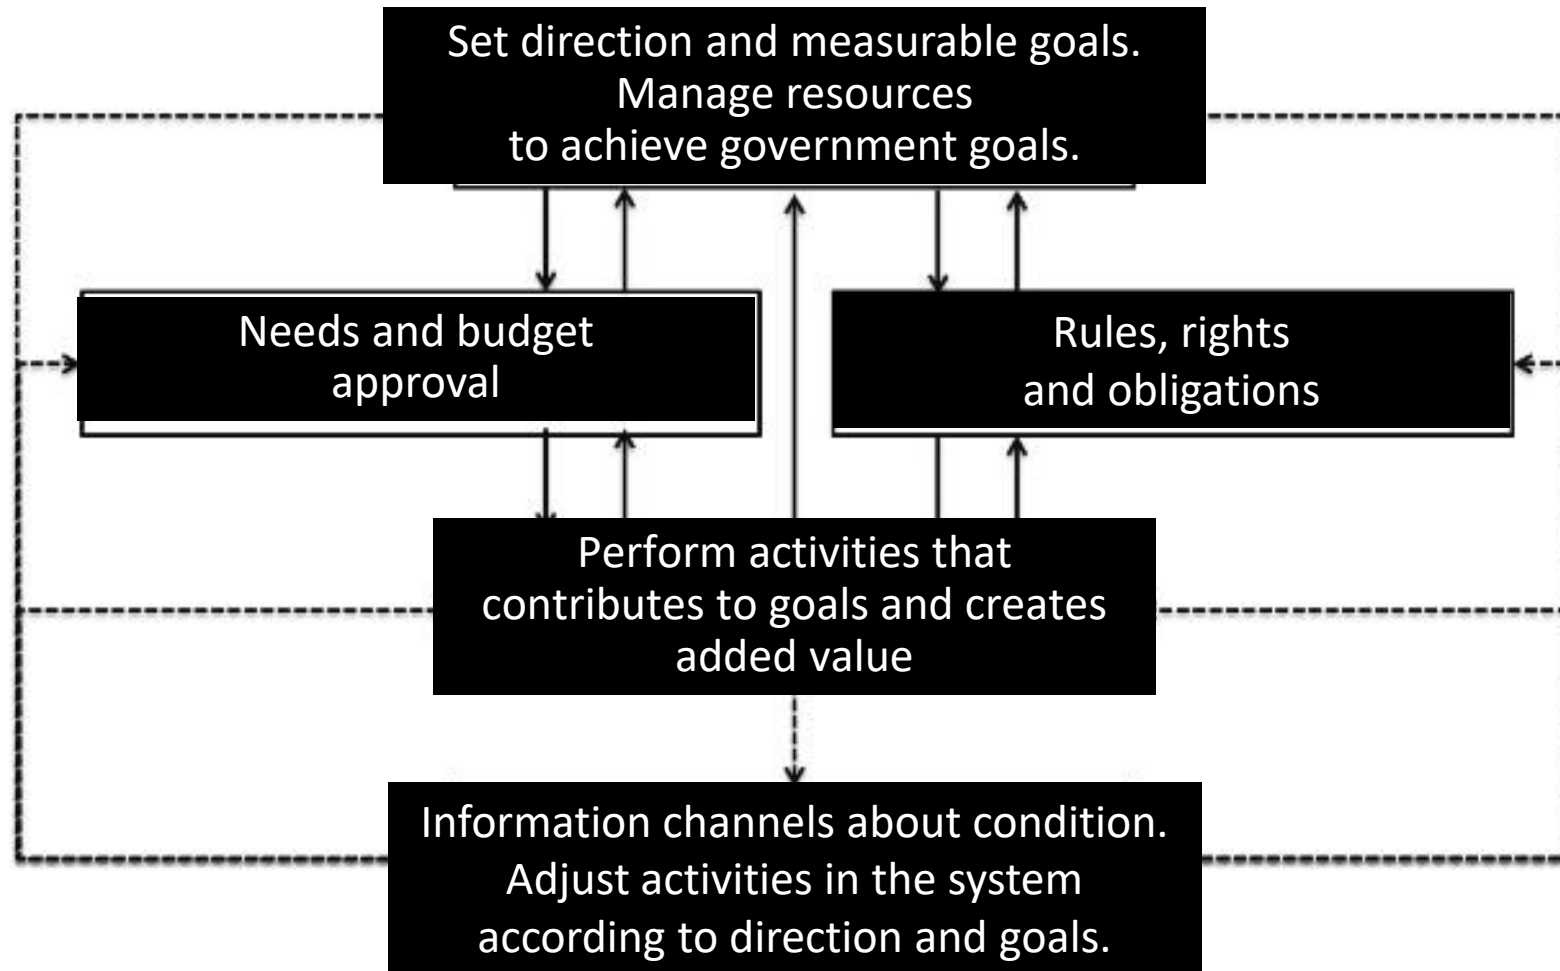 Set direction and measurable goals.
Manage resources
to achieve government goals.
Needs and budget
approval
Rules, rights
and obligations
Perform activities that
contributes to goals and creates
added value
Information channels about condition.
Adjust activities in the system
according to direction and goals.